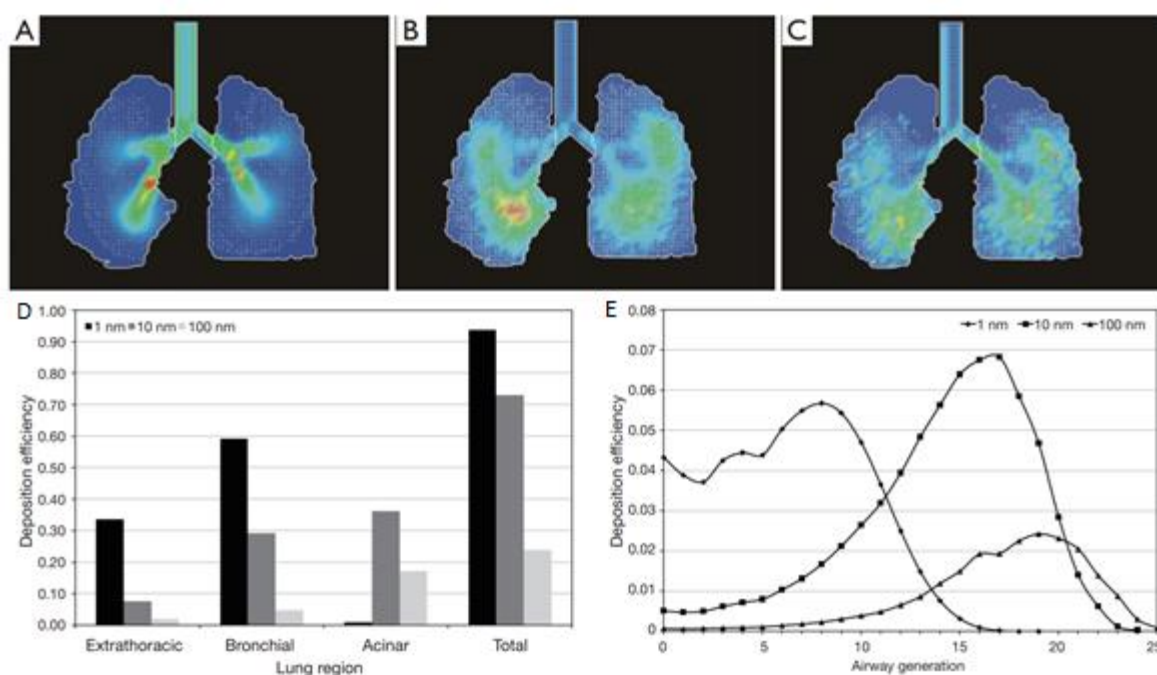 A
B
C
D
1.00
0.90
0.80
0.70
0.60
0.50
0.40
0.30
0.20
0.10
0.00
Deposition efficiency
1 nm 10 nm 100 nm
Extrathoracic Bronchial Acinar Total
Lung region
E
0.08
0.07
0.06
0.05
0.04
0.03
0.02
0.01
0
Deposition efficiency
1 nm 10 nm 100 nm
0 5 10 15 20 25
Airway generation